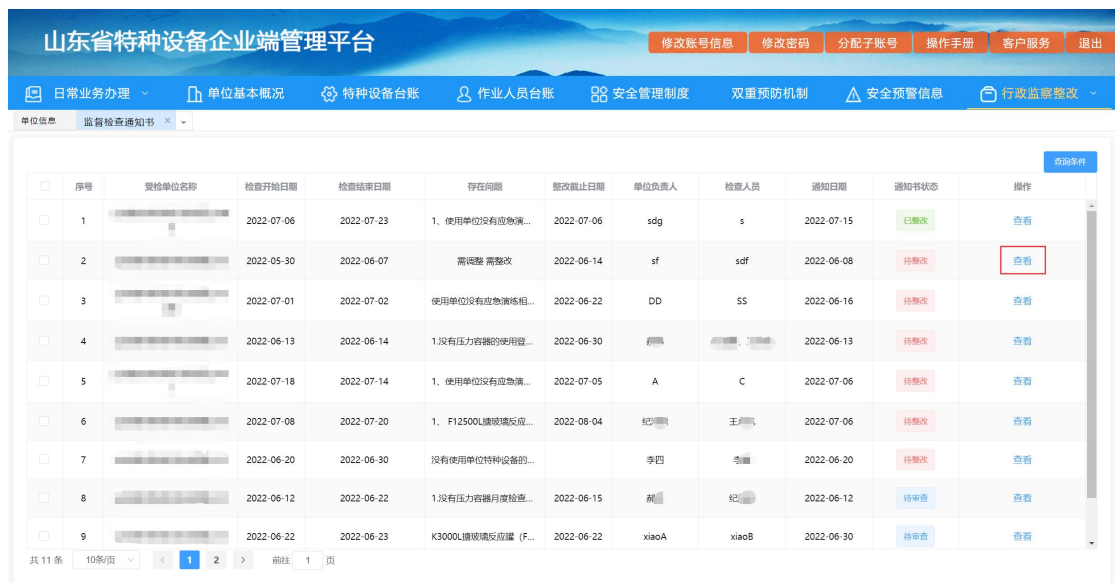 山东省特种设备企业端管理平台
修改账号信息 修改密码 分配子账号 操作手册 客户服务 退出
日常业务办理 单位基本概况 特种设备台账 作业人员台账 安全管理制度 双重预防机制 安全预警信息 行政监察整改
单位信息 监督检查通知书 ×
查询条件
序号 受检单位名称 检查开始日期 检查结束日期 存在问题 整改截止日期 单位负责人 检查人员 通知日期 通知书状态 操作
1 2022-07-06 2022-07-23 1、使用单位没有应急演... 2022-07-06 sdg s 2022-07-15 已整改 查看
2 2022-05-30 2022-06-07 需调整 需整改 2022-06-14 sf sdf 2022-06-08 待整改 查看
3 2022-07-01 2022-07-02 使用单位没有应急演练相... 2022-06-22 DD SS 2022-06-16 待整改 查看
4 2022-06-13 2022-06-14 1.没有压力容器的使用登... 2022-06-30 2022-06-13 待整改 查看
5 2022-07-18 2022-07-14 1、使用单位没有应急演... 2022-07-05 A C 2022-07-06 待整改 查看
6 2022-07-08 2022-07-20 1、 F12500L搪玻璃反应... 2022-08-04 纪 王 2022-07-06 待整改 查看
7 2022-06-20 2022-06-30 没有使用单位特种设备的... 李四 2022-06-20 待整改 查看
8 2022-06-12 2022-06-22 1.没有压力容器月度检查... 2022-06-15 郝 纪 2022-06-12 待审查 查看
9 2022-06-22 2022-06-23 K3000L搪玻璃反应罐（F... 2022-06-22 xiaoA xiaoB 2022-06-30 待审查 查看
共 11 条 10条/页 < 1 2 > 前往 1 页